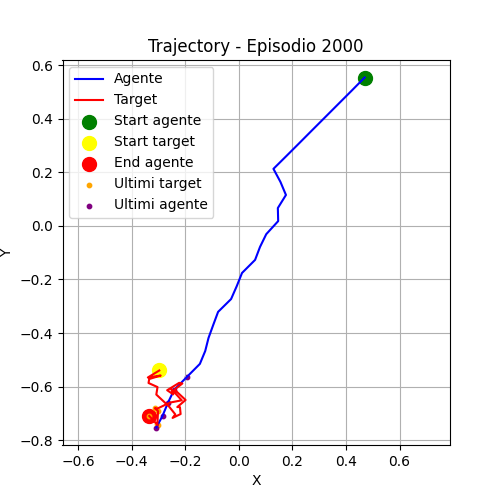 Trajectory - Episodio 2000
Agente
Target
Start agente
Start target
End agente
Ultimi target
Ultimi agente
0.6
0.4
0.2
0.0
−0.2
−0.4
−0.6
−0.8
Y
−0.6
−0.4
−0.2
0.0
0.2
0.4
0.6
X